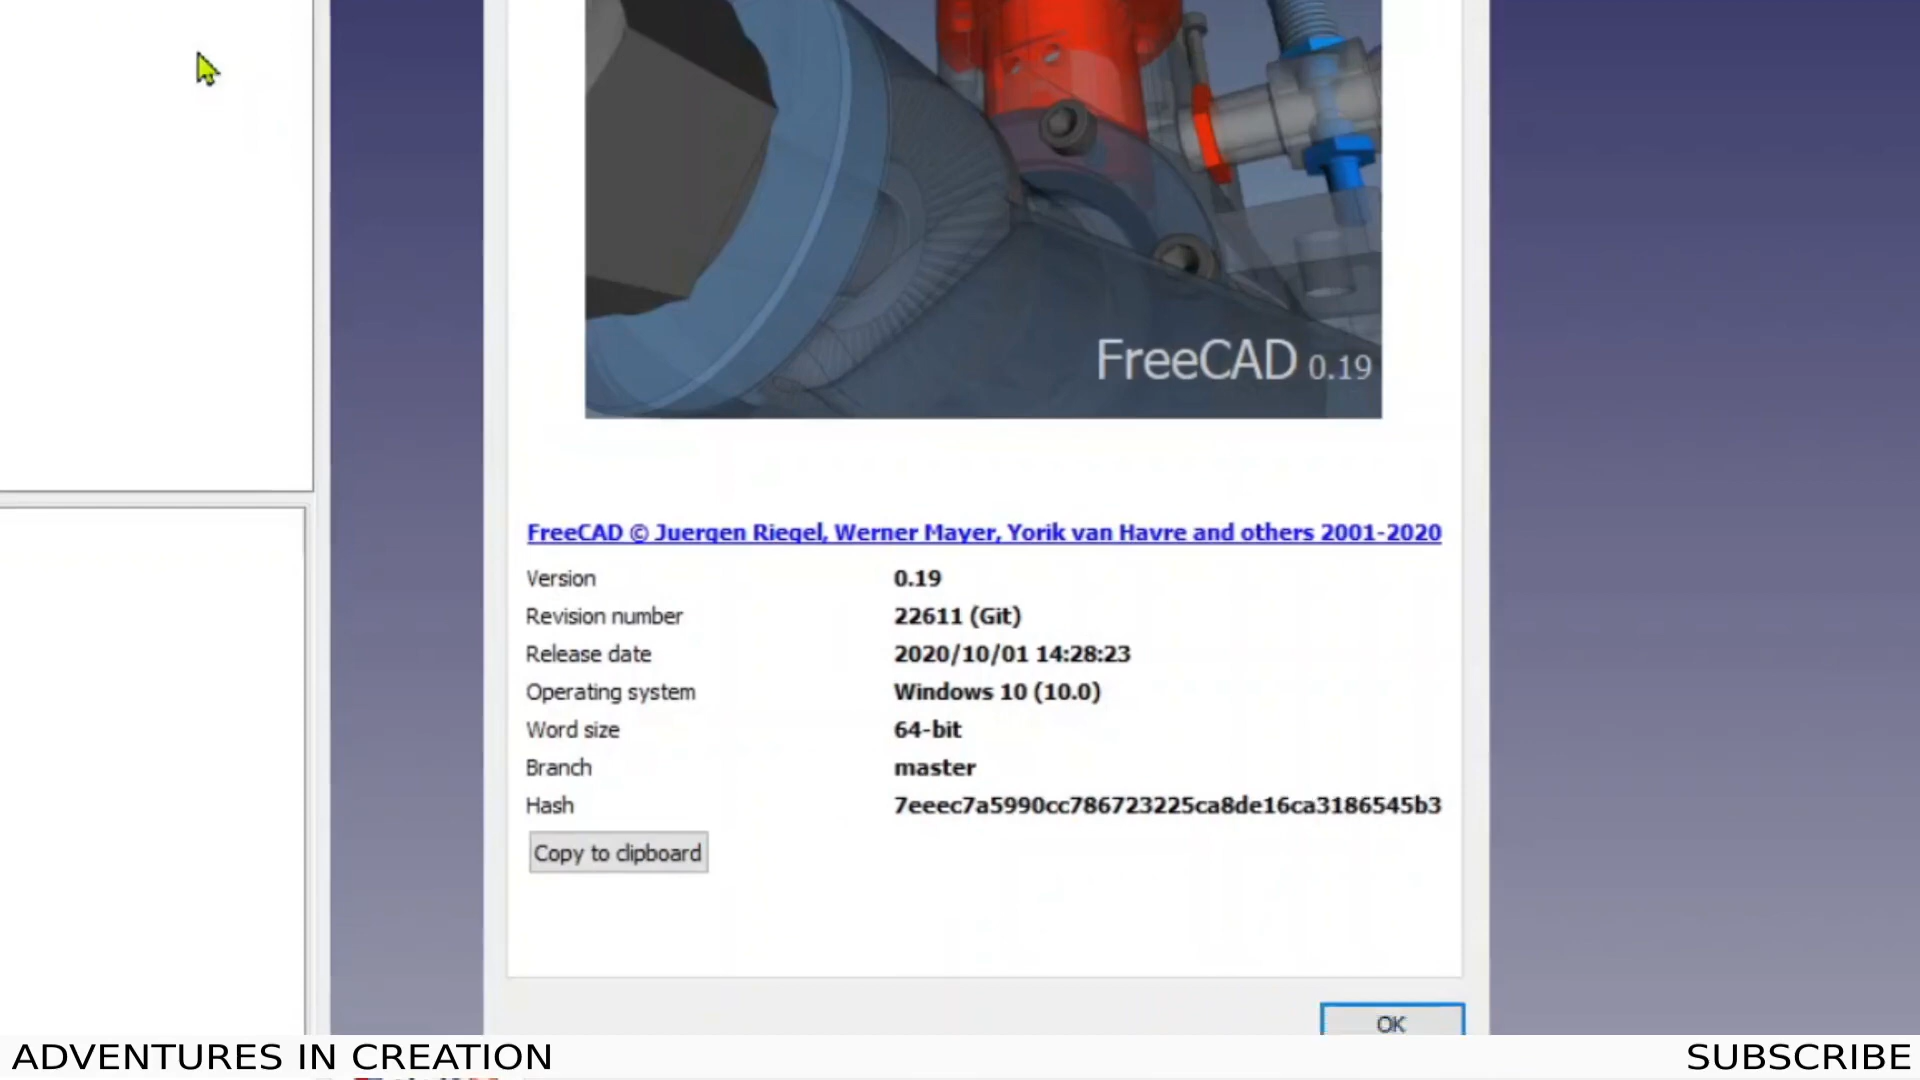 FreeCAD 0.19
FreeCAD © Juergen Riegel, Werner Mayer, Yorik van Havre and others 2001-2020
Version 0.19
Revision number 22611 (Git)
Release date 2020/10/01 14:28:23
Operating system Windows 10 (10.0)
Word size 64-bit
Branch master
Hash 7eeec7a5990cc786723225ca8de16ca3186545b3
Copy to clipboard
OK
ADVENTURES IN CREATION SUBSCRIBE